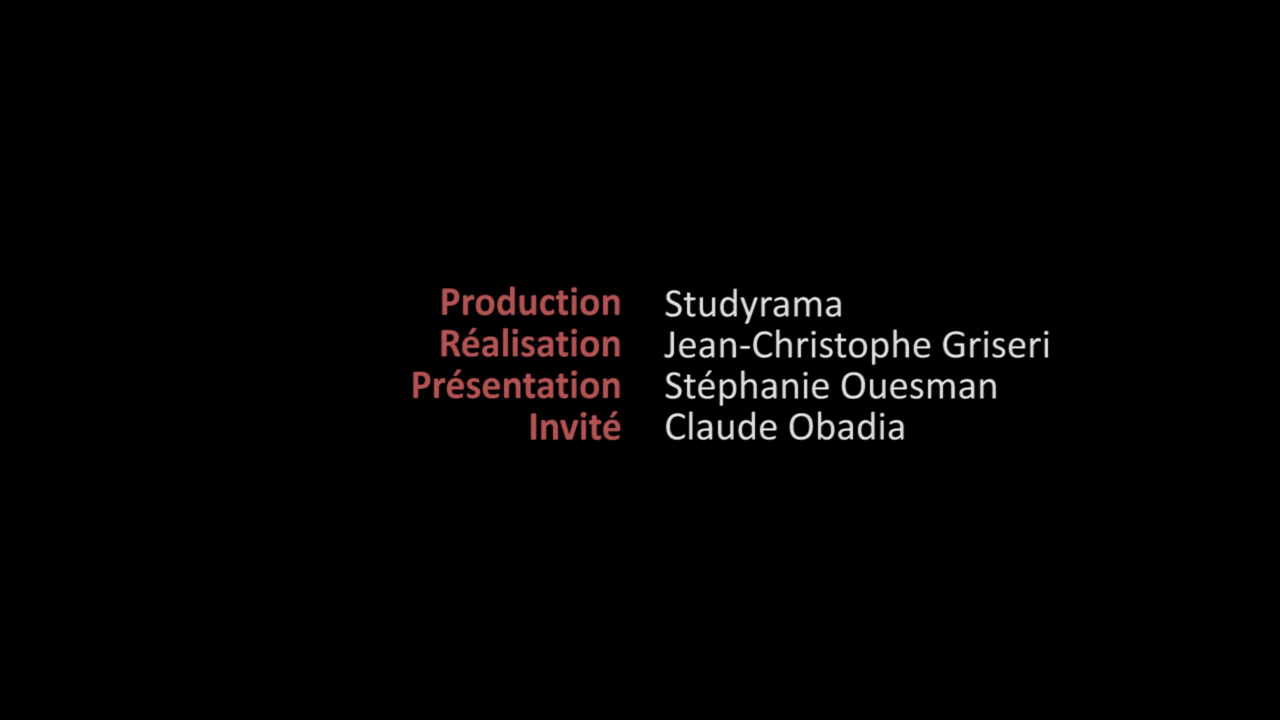 Production Studyrama
Réalisation Jean-Christophe Griseri
Présentation Stéphanie Ouesman
Invité Claude Obadia